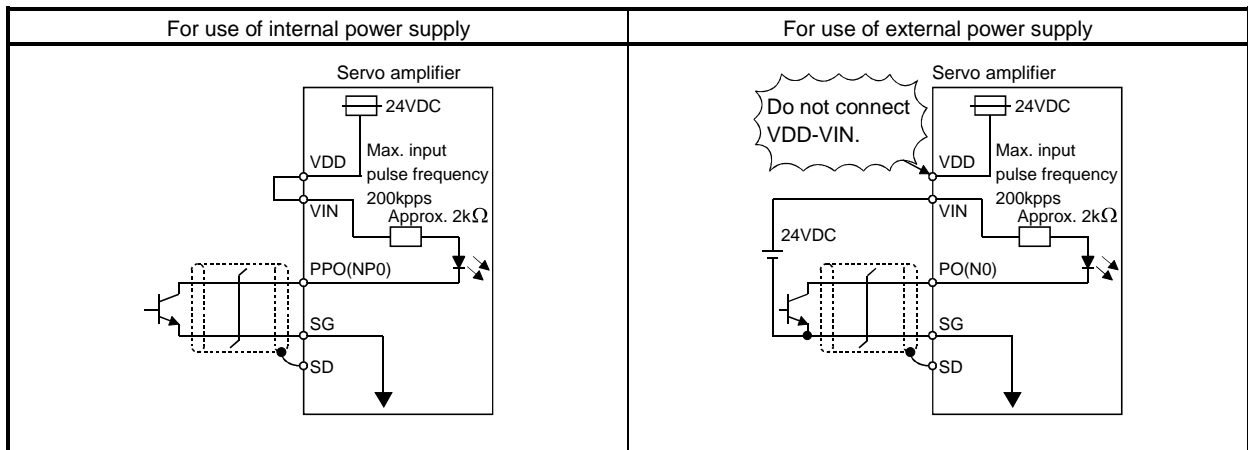 For use of internal power supply
For use of external power supply
Servo amplifier
24VDC
VDD
Max. input
pulse frequency
200kpps
VIN
Approx. 2kΩ
PPO(NP0)
SG
SD
Do not connect
VDD-VIN.
Servo amplifier
24VDC
VDD
Max. input
pulse frequency
200kpps
VIN
Approx. 2kΩ
24VDC
PO(N0)
SG
SD